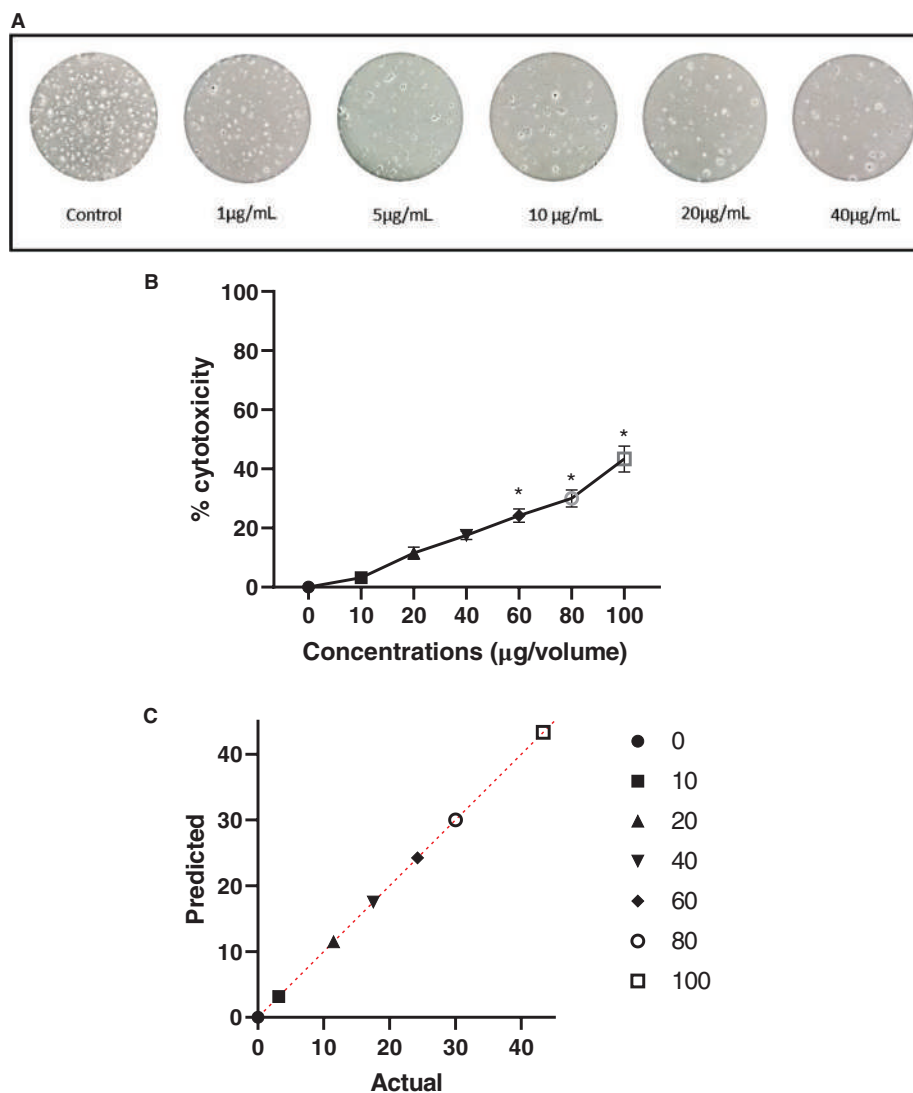 A
Control 1µg/mL 5µg/mL 10 µg/mL 20µg/mL 40µg/mL
B
100
80
60
40
20
0
% cytotoxicity
* * *
0 10 20 40 60 80 100
Concentrations (µg/volume)
C
40
30
20
10
0
Predicted
0 10 20 30 40
Actual
0
10
20
40
60
80
100